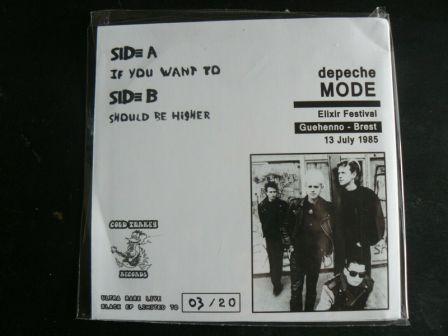 SIDE A
IF YOU WANT TO
SIDE B
SHOULD BE HIGHER
depeche
MODE
Elixir Festival
Guehenno - Brest
13 July 1985
COLD TURKEY
RECORDS
ULTRA RARE LIVE
BLACK EP LIMITED TO 03/20